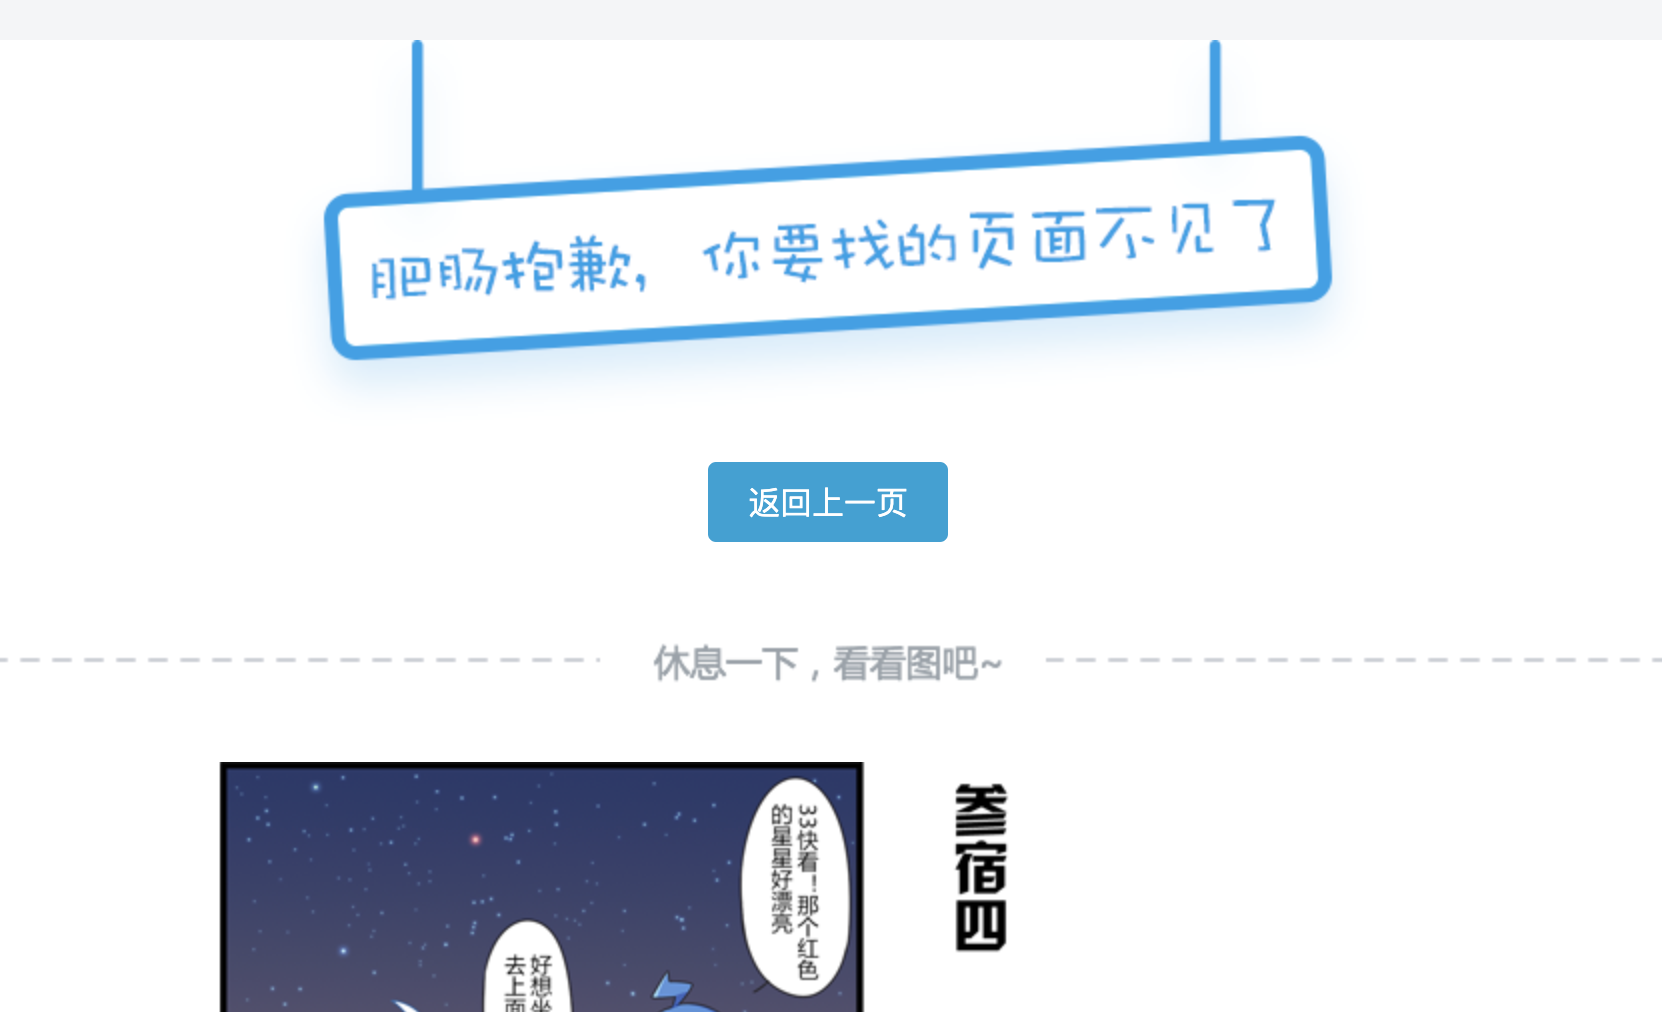 肥肠抱歉，你要找的页面不见了
返回上一页
休息一下，看看图吧~
33快看！那个红色
的星星好漂亮
参宿四
好想坐
去上面